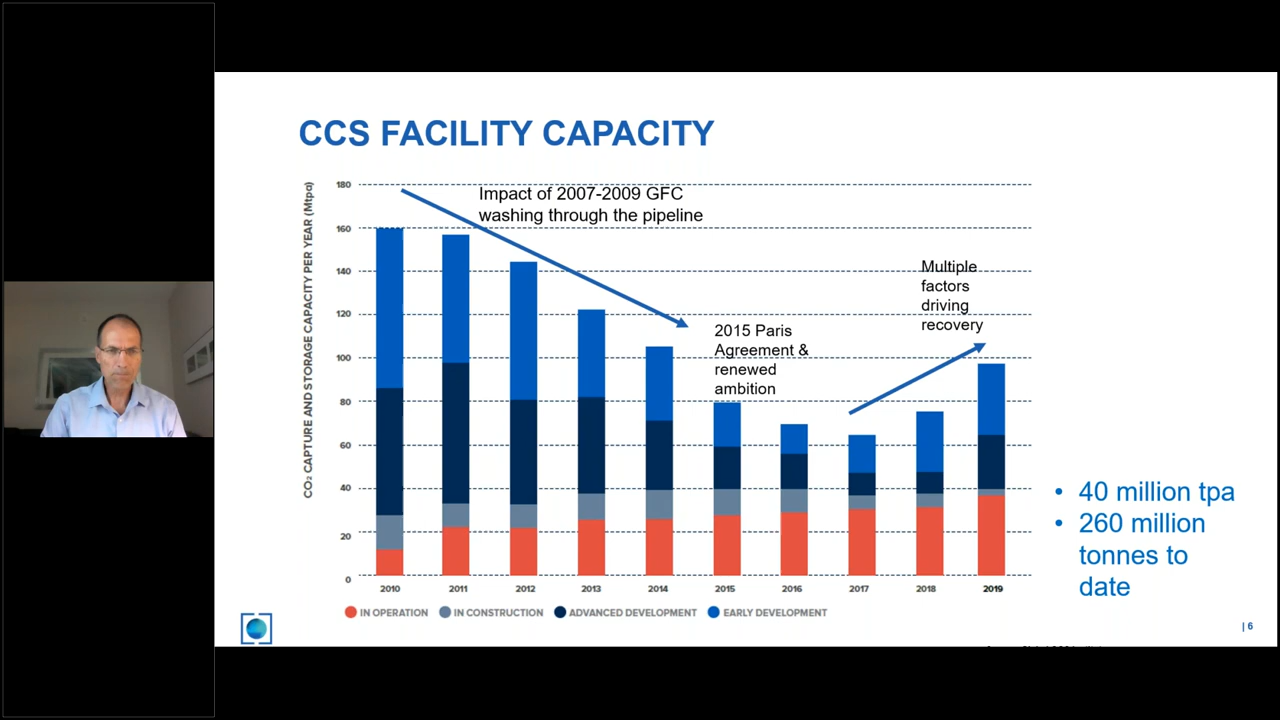 CCS FACILITY CAPACITY
CO₂ CAPTURE AND STORAGE CAPACITY PER YEAR (Mtpa)
180
160
140
120
100
80
60
40
20
0
Impact of 2007-2009 GFC
washing through the pipeline
2015 Paris
Agreement &
renewed
ambition
Multiple
factors
driving
recovery
2010 2011 2012 2013 2014 2015 2016 2017 2018 2019
IN OPERATION IN CONSTRUCTION ADVANCED DEVELOPMENT EARLY DEVELOPMENT
• 40 million tpa
• 260 million
tonnes to
date
| 6